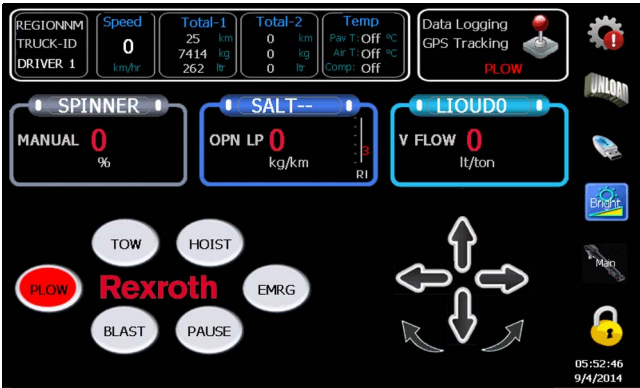 REGIONNM
TRUCK-ID
DRIVER 1
Speed
0
km/hr
Total-1
25 km
7414 kg
262 ltr
Total-2
0 km
0 kg
0 ltr
Temp
Pav T: Off °C
Air T: Off °C
Comp: Off
Data Logging
GPS Tracking
PLOW
UNLOAD
SPINNER
MANUAL 0
%
SALT--
OPN LP 0
kg/km
3
RI
LIOUD0
V FLOW 0
lt/ton
Bright
TOW
HOIST
PLOW
Rexroth
EMRG
BLAST
PAUSE
Main
05:52:46
9/4/2014